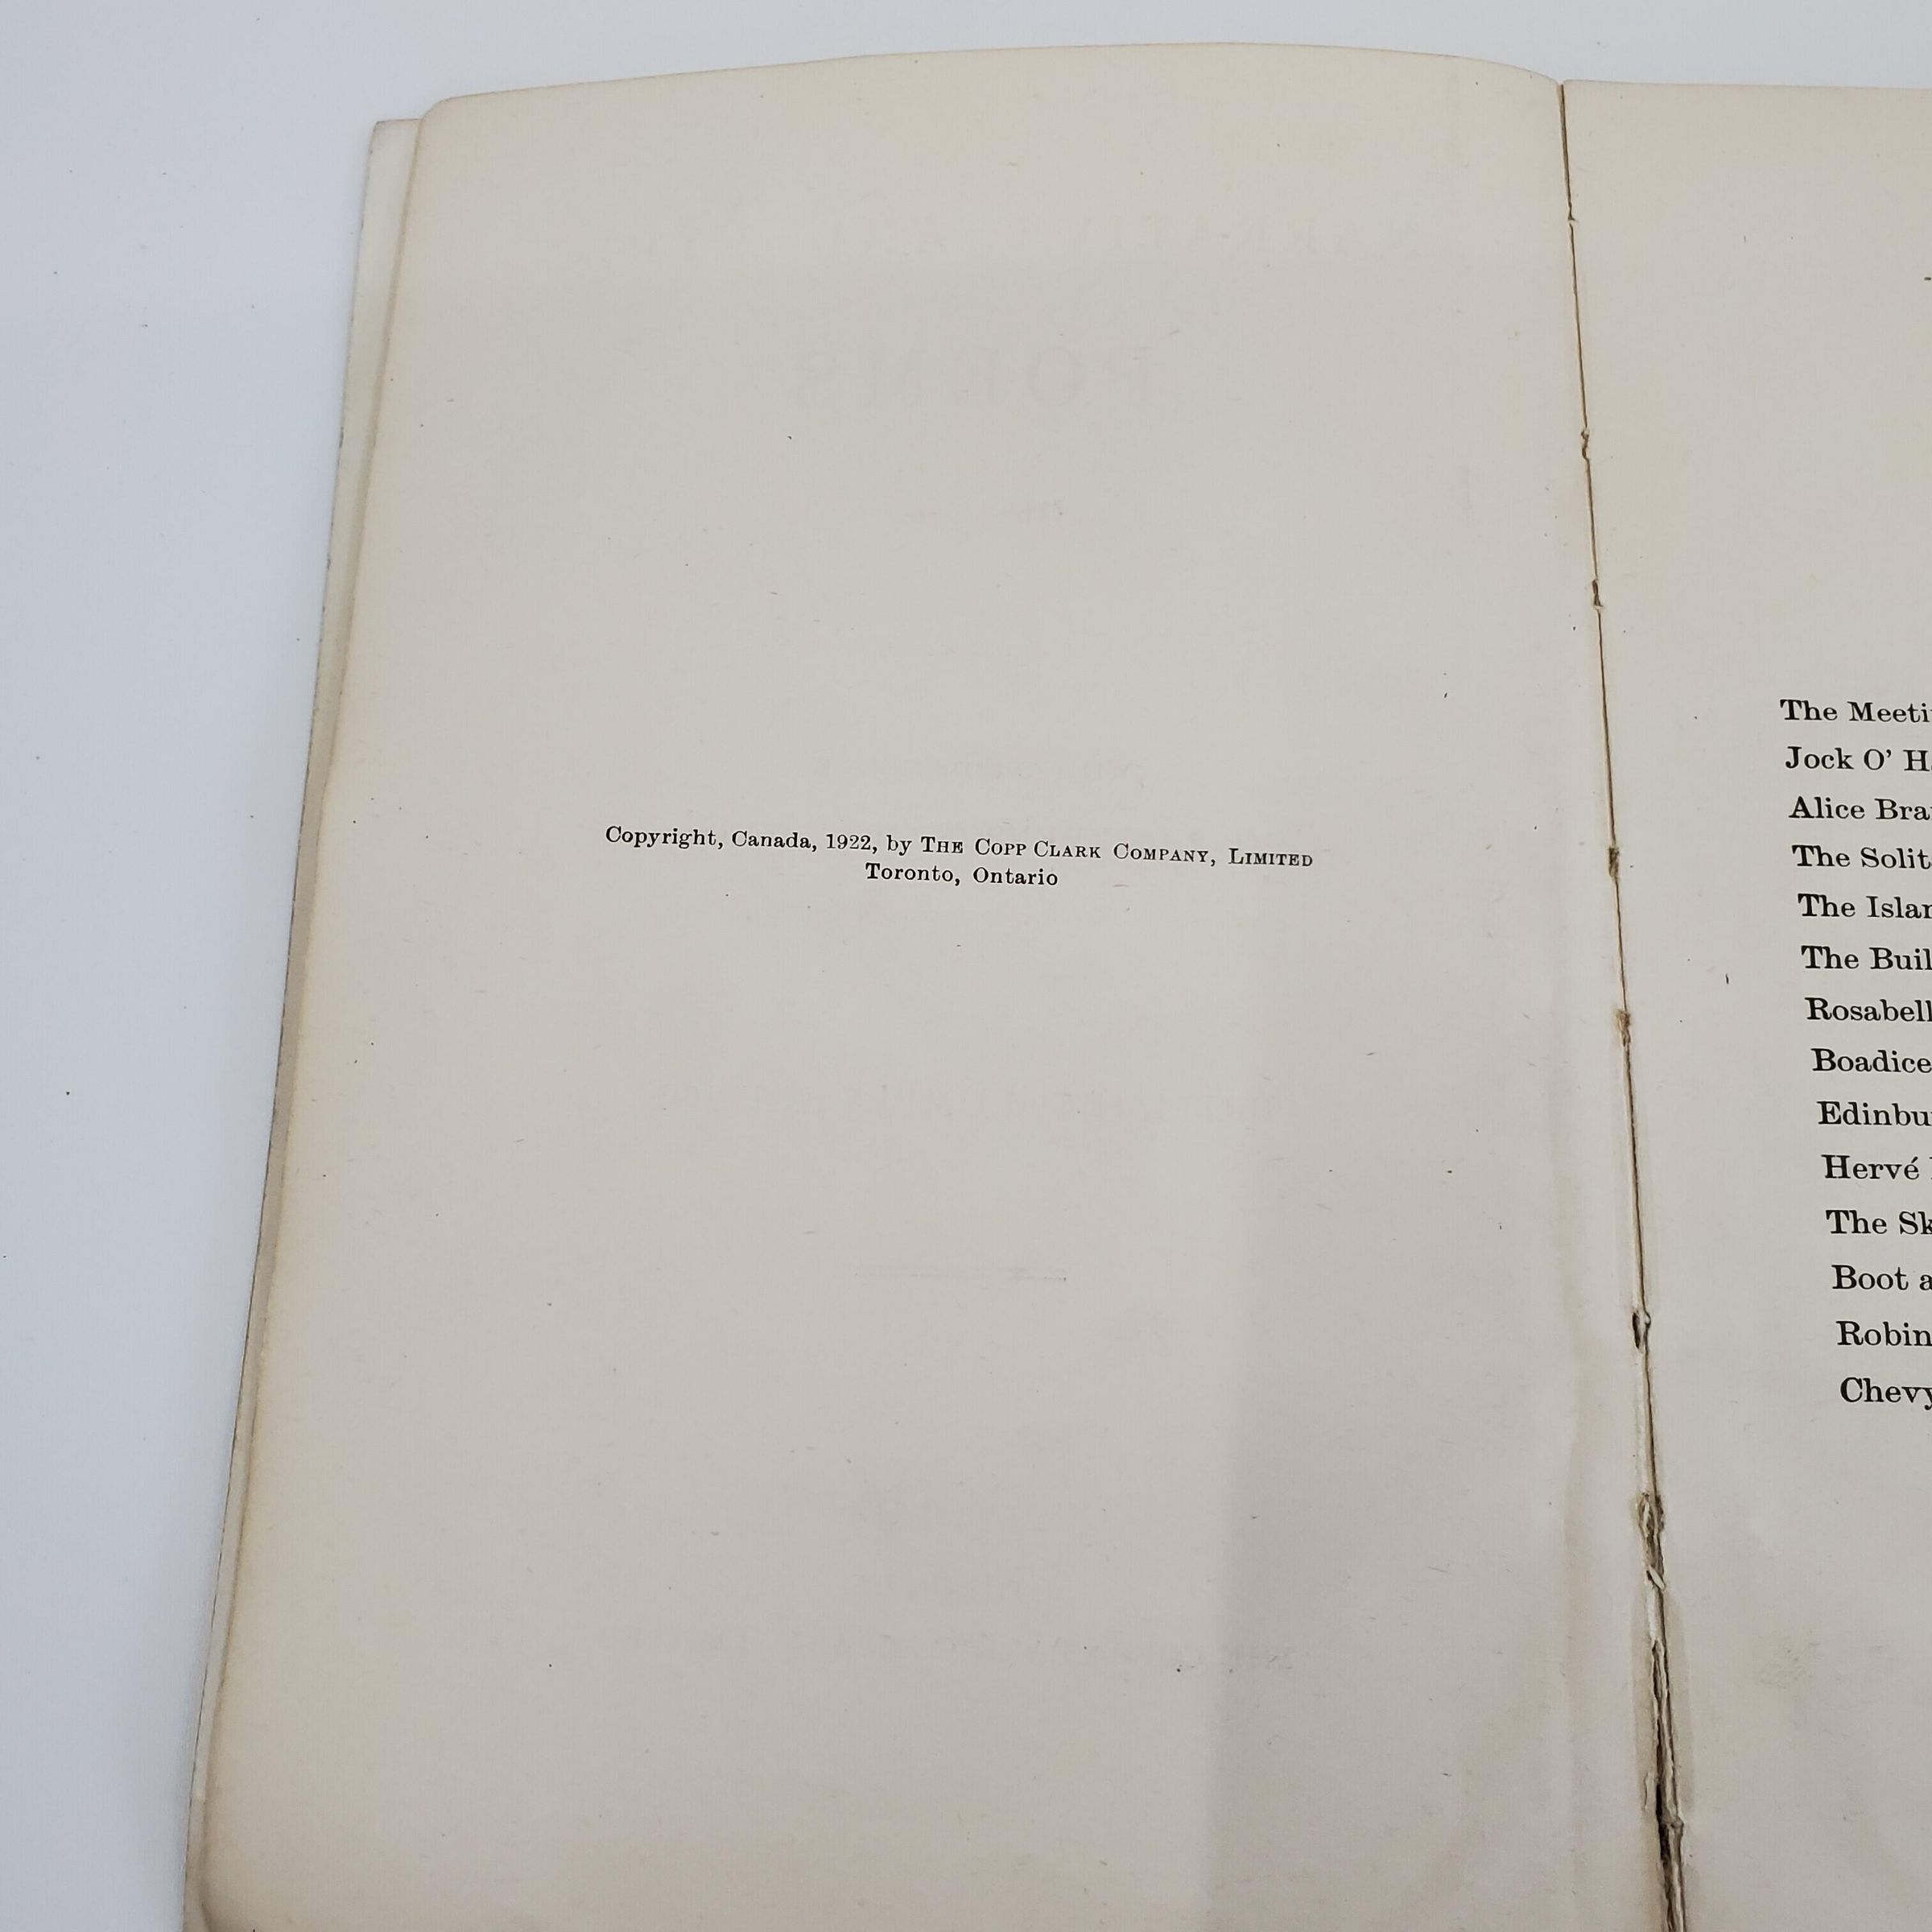 Copyright, Canada, 1922, by THE COPP CLARK COMPANY, LIMITED
Toronto, Ontario
The Meeti
Jock O' H
Alice Bra
The Solit
The Islan
The Buil
Rosabell
Boadice
Edinbu
Hervé
The Sk
Boot a
Robin
Chevy